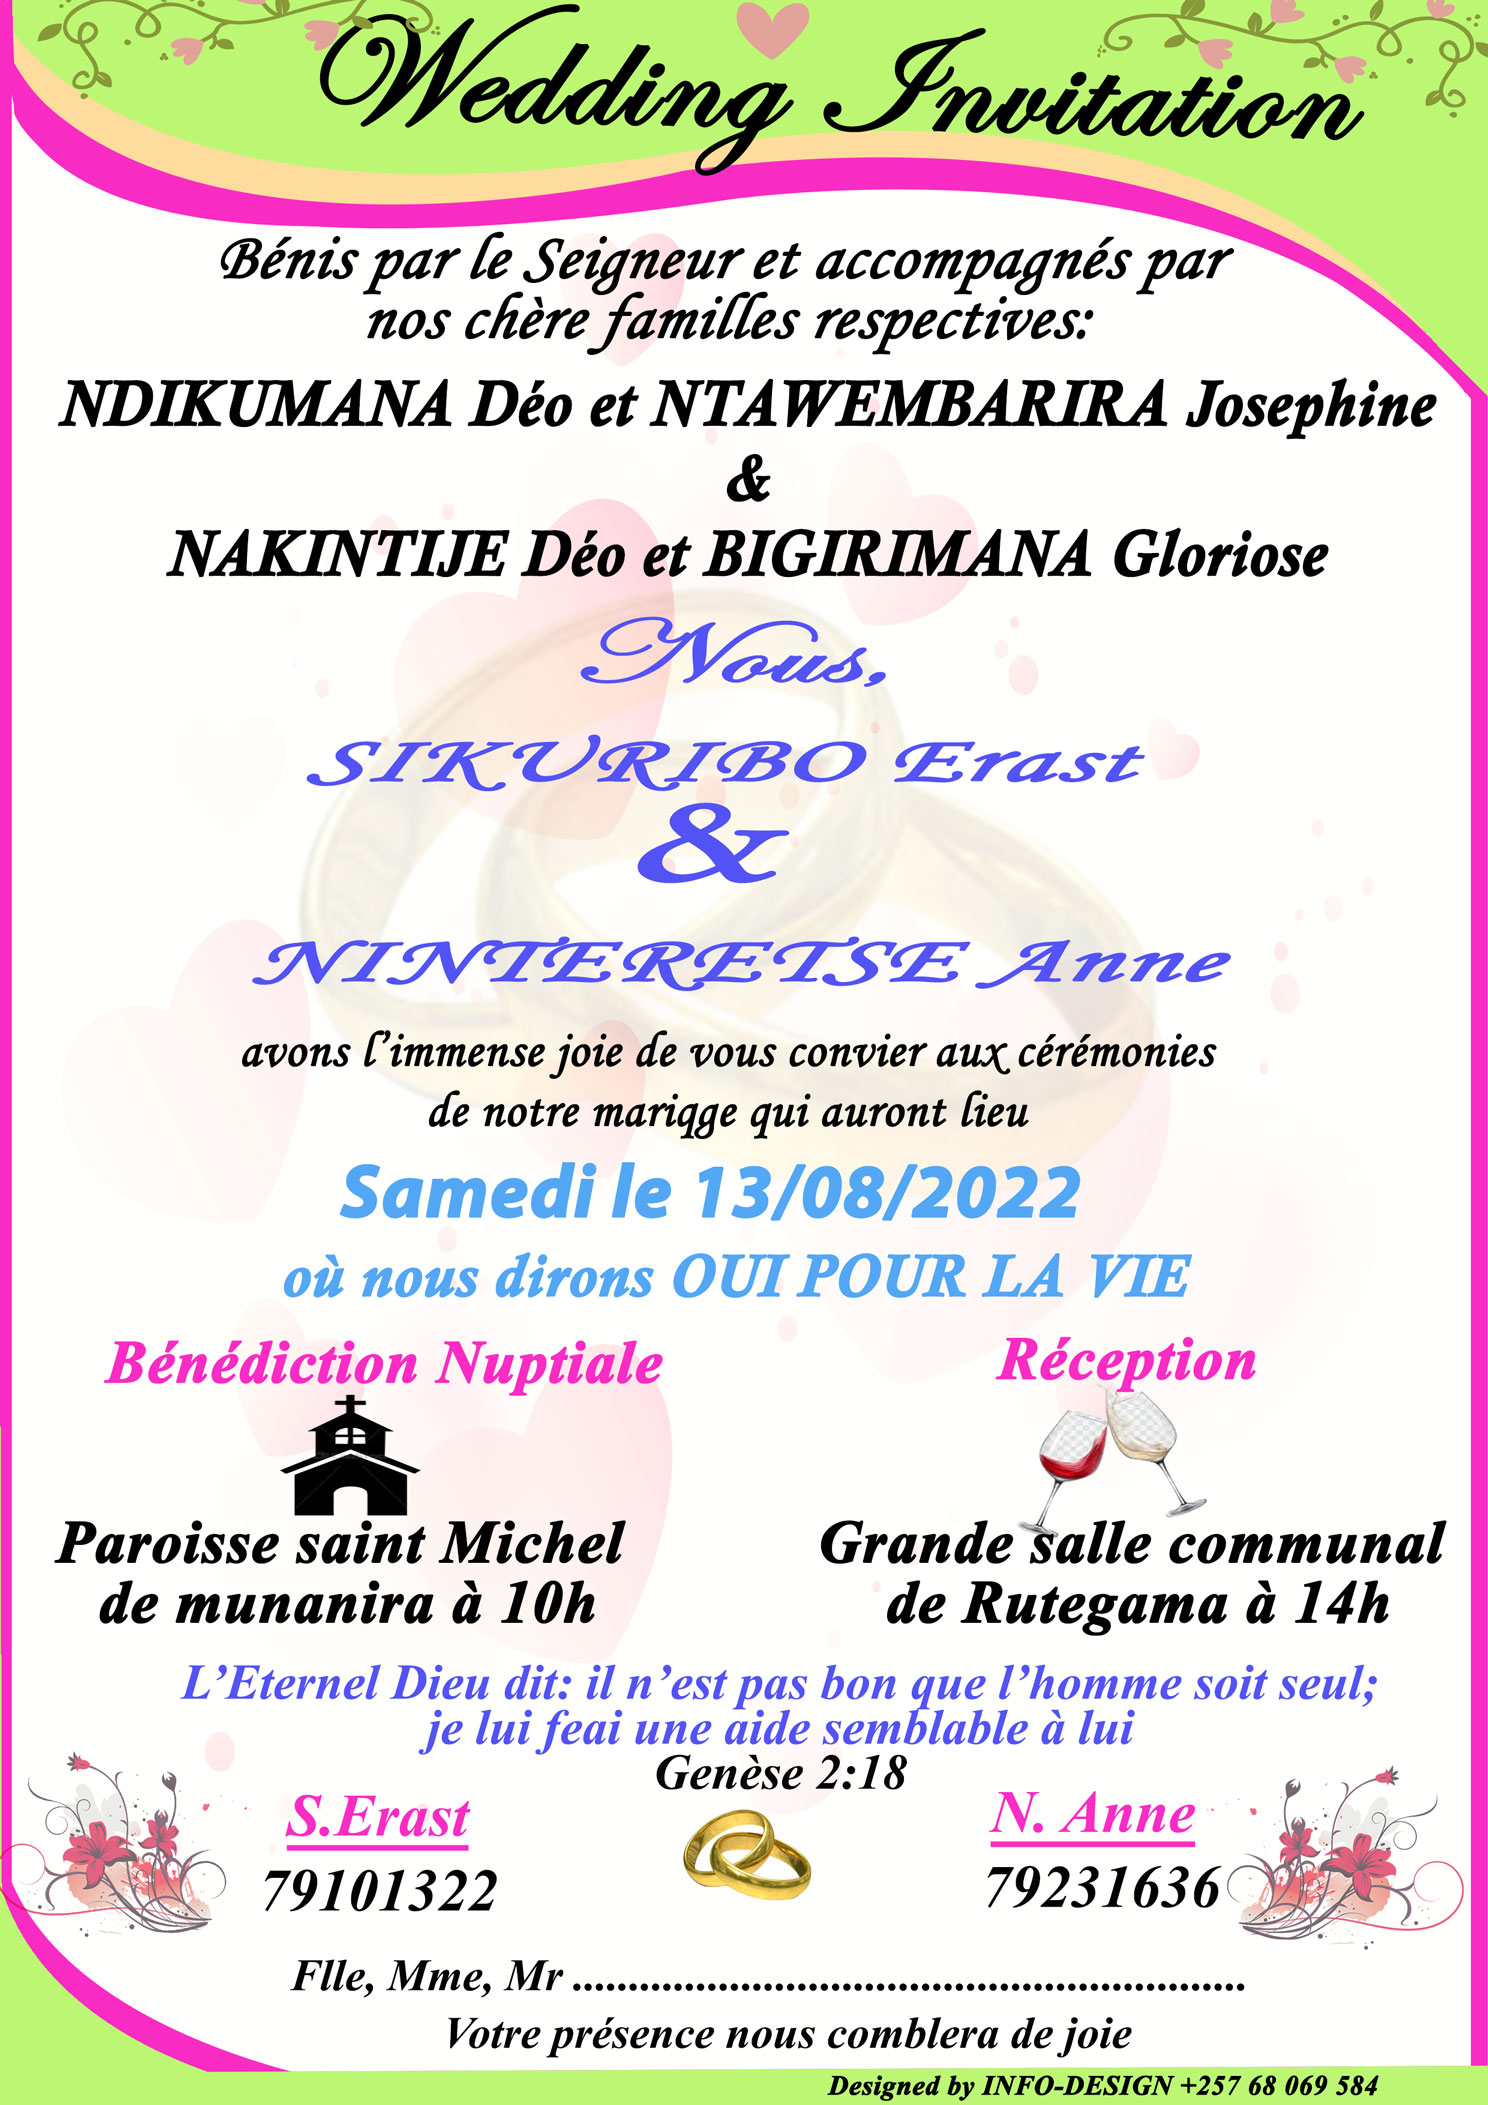 Wedding Invitation
Bénis par le Seigneur et accompagnés par
nos chère familles respectives:
NDIKUMANA Déo et NTAWEMBARIRA Josephine
&
NAKINTIJE Déo et BIGIRIMANA Gloriose
Nous,
SIKURIBO Erast
&
NINTERETSE Anne
avons l’immense joie de vous convier aux cérémonies
de notre mariqge qui auront lieu
Samedi le 13/08/2022
où nous dirons OUI POUR LA VIE
Bénédiction Nuptiale
Paroisse saint Michel
de munanira à 10h
Réception
Grande salle communal
de Rutegama à 14h
L’Eternel Dieu dit: il n’est pas bon que l’homme soit seul;
je lui feai une aide semblable à lui
Genèse 2:18
S.Erast
79101322
N. Anne
79231636
Flle, Mme, Mr ............................................................
Votre présence nous comblera de joie
Designed by INFO-DESIGN +257 68 069 584